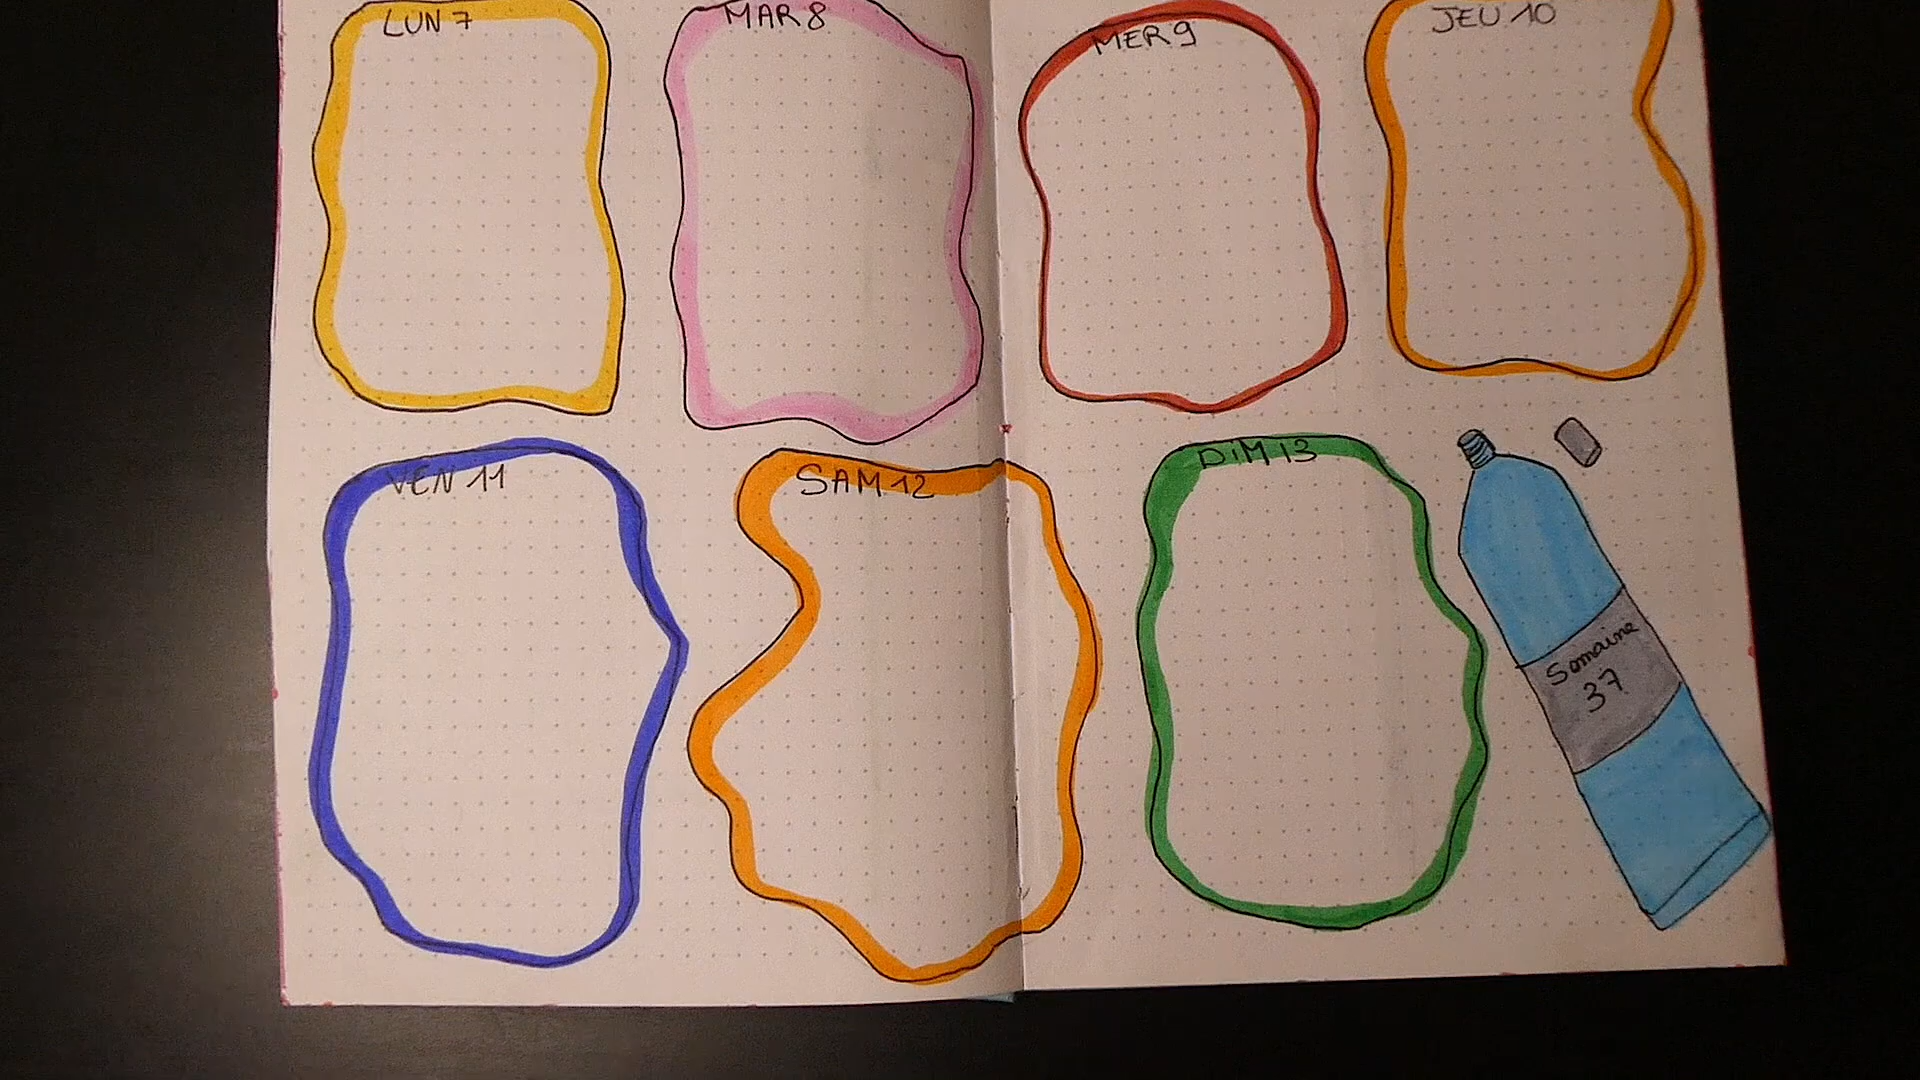 LUN 7
MAR 8
MER 9
JEU 10
VEN 11
SAM 12
DiM 13
Semaine
37